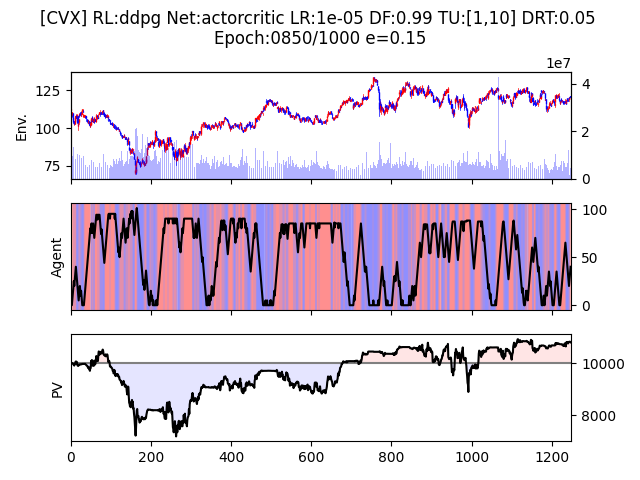 [CVX] RL:ddpg Net:actorcritic LR:1e-05 DF:0.99 TU:[1,10] DRT:0.05
Epoch:0850/1000 e=0.15
1e7
125
100
75
Env.
4
2
0
Agent
100
50
0
PV
10000
8000
0 200 400 600 800 1000 1200